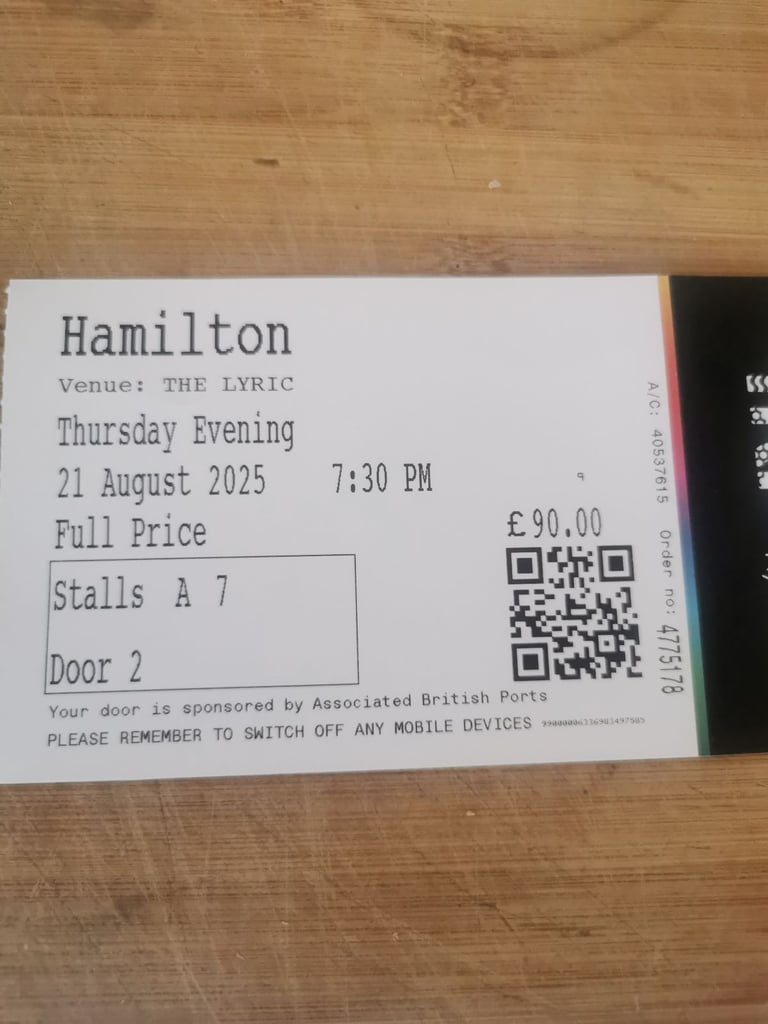 Hamilton
Venue: THE LYRIC
Thursday Evening
21 August 2025 7:30 PM
9
Full Price £90.00
Stalls A 7
Door 2
Your door is sponsored by Associated British Ports
PLEASE REMEMBER TO SWITCH OFF ANY MOBILE DEVICES
A/C: 40537615 Order no: 4775178